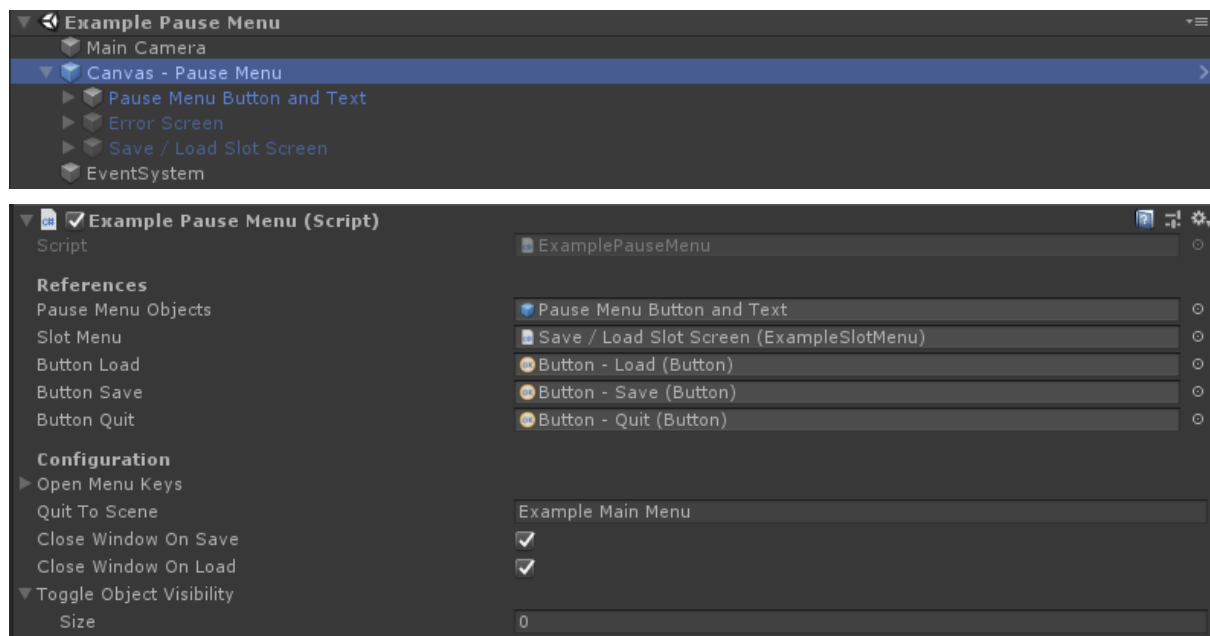 Example Pause Menu
Main Camera
Canvas - Pause Menu
Pause Menu Button and Text
Error Screen
Save / Load Slot Screen
EventSystem
Example Pause Menu (Script)
Script ExamplePauseMenu
References
Pause Menu Objects Pause Menu Button and Text
Slot Menu Save / Load Slot Screen (ExampleSlotMenu)
Button Load Button - Load (Button)
Button Save Button - Save (Button)
Button Quit Button - Quit (Button)
Configuration
Open Menu Keys
Quit To Scene Example Main Menu
Close Window On Save
Close Window On Load
Toggle Object Visibility
Size 0